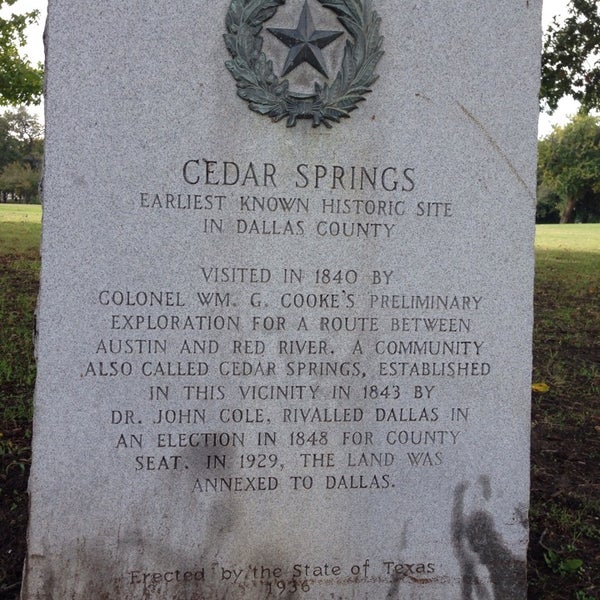 CEDAR SPRINGS
EARLIEST KNOWN HISTORIC SITE
IN DALLAS COUNTY
VISITED IN 1840 BY
COLONEL WM. G. COOKE'S PRELIMINARY
EXPLORATION FOR A ROUTE BETWEEN
AUSTIN AND RED RIVER. A COMMUNITY
ALSO CALLED CEDAR SPRINGS, ESTABLISHED
IN THIS VICINITY IN 1843 BY
DR. JOHN COLE, RIVALLED DALLAS IN
AN ELECTION IN 1848 FOR COUNTY
SEAT. IN 1929, THE LAND WAS
ANNEXED TO DALLAS.
Erected by the State of Texas
1936